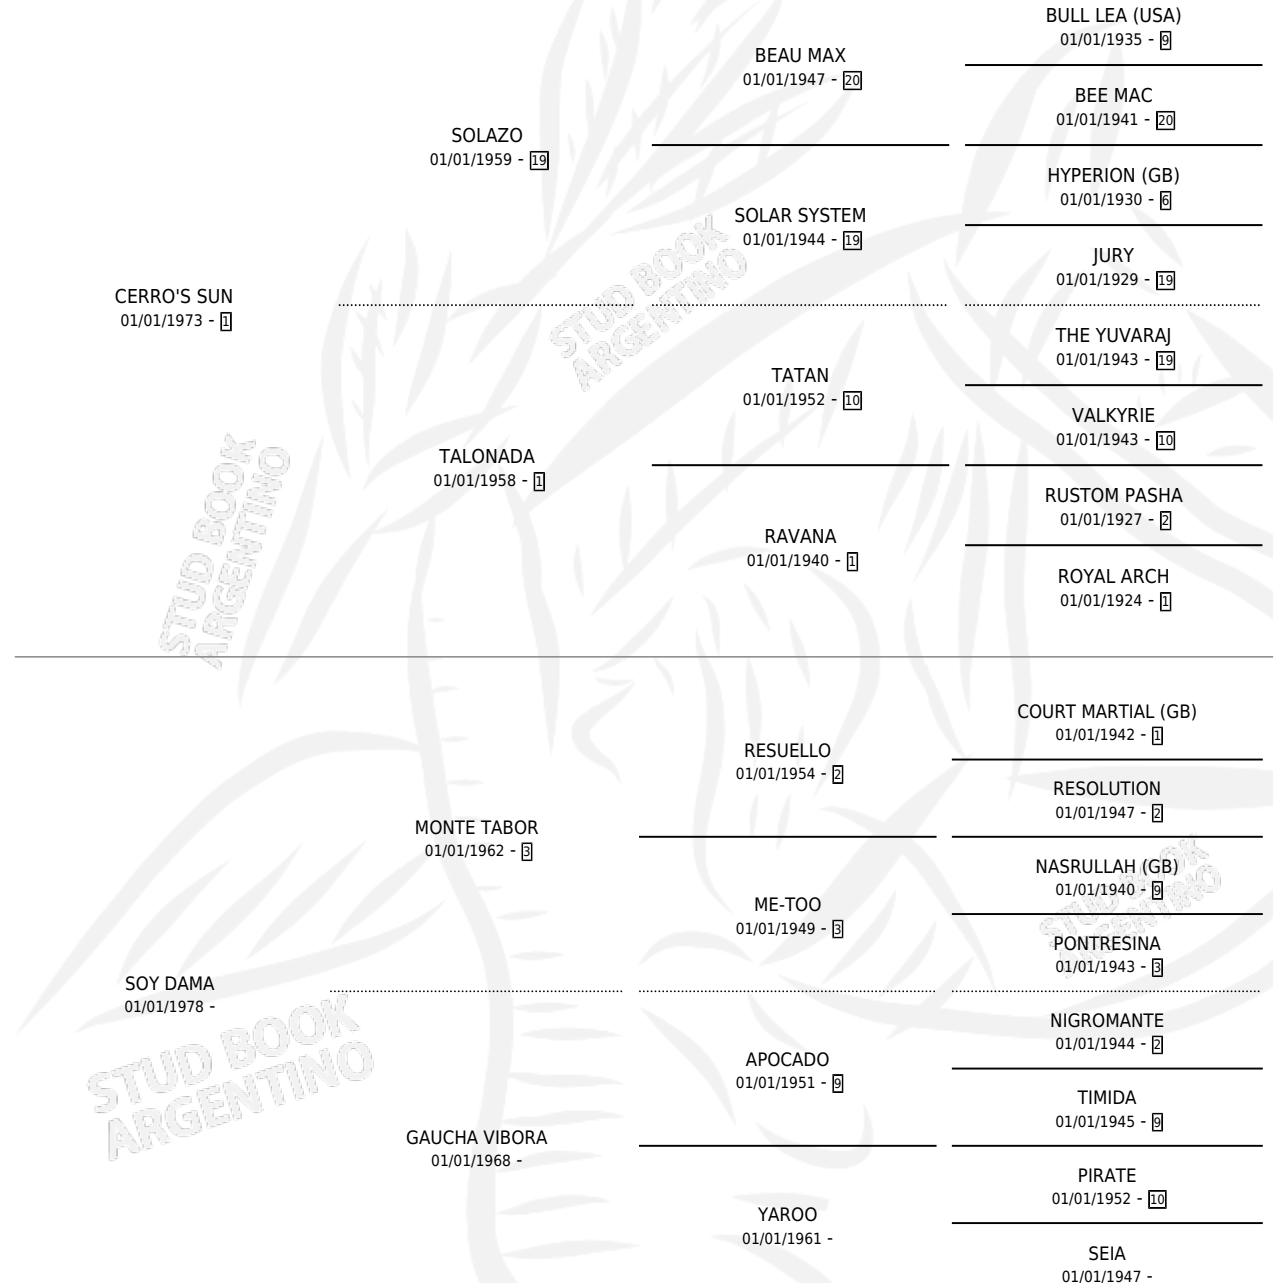 BULL LEA (USA)
01/01/1935 - 9
BEAU MAX
01/01/1947 - 20
BEE MAC
01/01/1941 - 20
SOLAZO
01/01/1959 - 19
HYPERION (GB)
01/01/1930 - 6
SOLAR SYSTEM
01/01/1944 - 19
JURY
01/01/1929 - 19
CERRO'S SUN
01/01/1973 - 1
STUD BOOK
ARGENTINO
THE YUVARAJ
01/01/1943 - 19
TATAN
01/01/1952 - 10
VALKYRIE
01/01/1943 - 10
TALONADA
01/01/1958 - 1
STUD BOOK
ARGENTINO
RUSTOM PASHA
01/01/1927 - 2
RAVANA
01/01/1940 - 1
ROYAL ARCH
01/01/1924 - 1
COURT MARTIAL (GB)
01/01/1942 - 1
RESUELLO
01/01/1954 - 2
RESOLUTION
01/01/1947 - 2
MONTE TABOR
01/01/1962 - 3
NASRULLAH (GB)
01/01/1940 - 9
ME-TOO
01/01/1949 - 3
STUD BOOK
ARGENTINO
PONTRESINA
01/01/1943 - 3
SOY DAMA
01/01/1978 -
STUD BOOK
ARGENTINO
NIGROMANTE
01/01/1944 - 2
APOCADO
01/01/1951 - 9
TIMIDA
01/01/1945 - 9
GAUCHA VIBORA
01/01/1968 -
PIRATE
01/01/1952 - 10
YAROO
01/01/1961 -
SEIA
01/01/1947 -